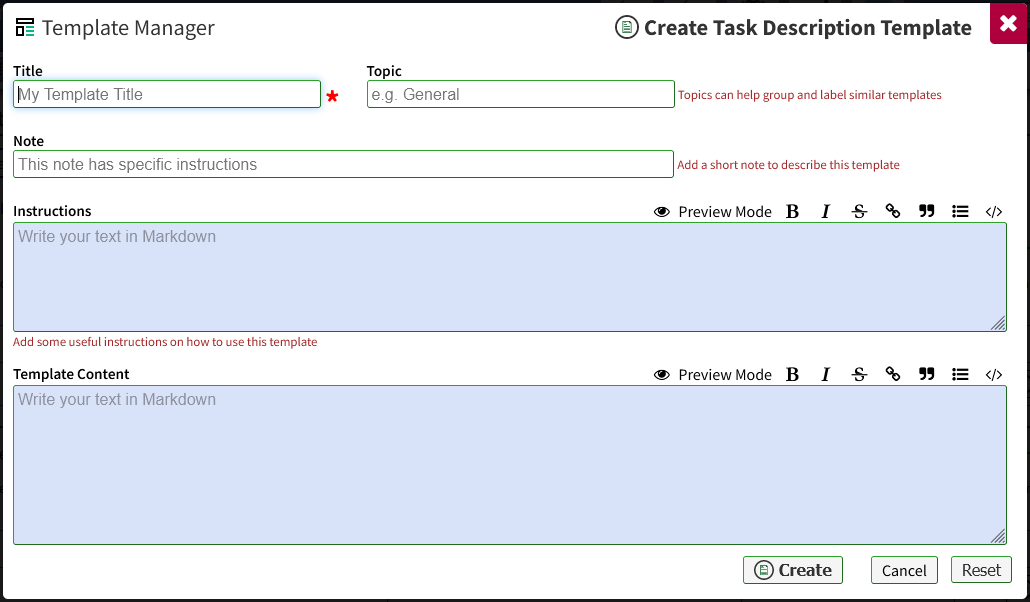 Template Manager
Create Task Description Template
Title
Topic
My Template Title *
e.g. General
Topics can help group and label similar templates
Note
This note has specific instructions
Add a short note to describe this template
Instructions
Preview Mode B I S
Write your text in Markdown
Add some useful instructions on how to use this template
Template Content
Preview Mode B I S
Write your text in Markdown
Create
Cancel
Reset